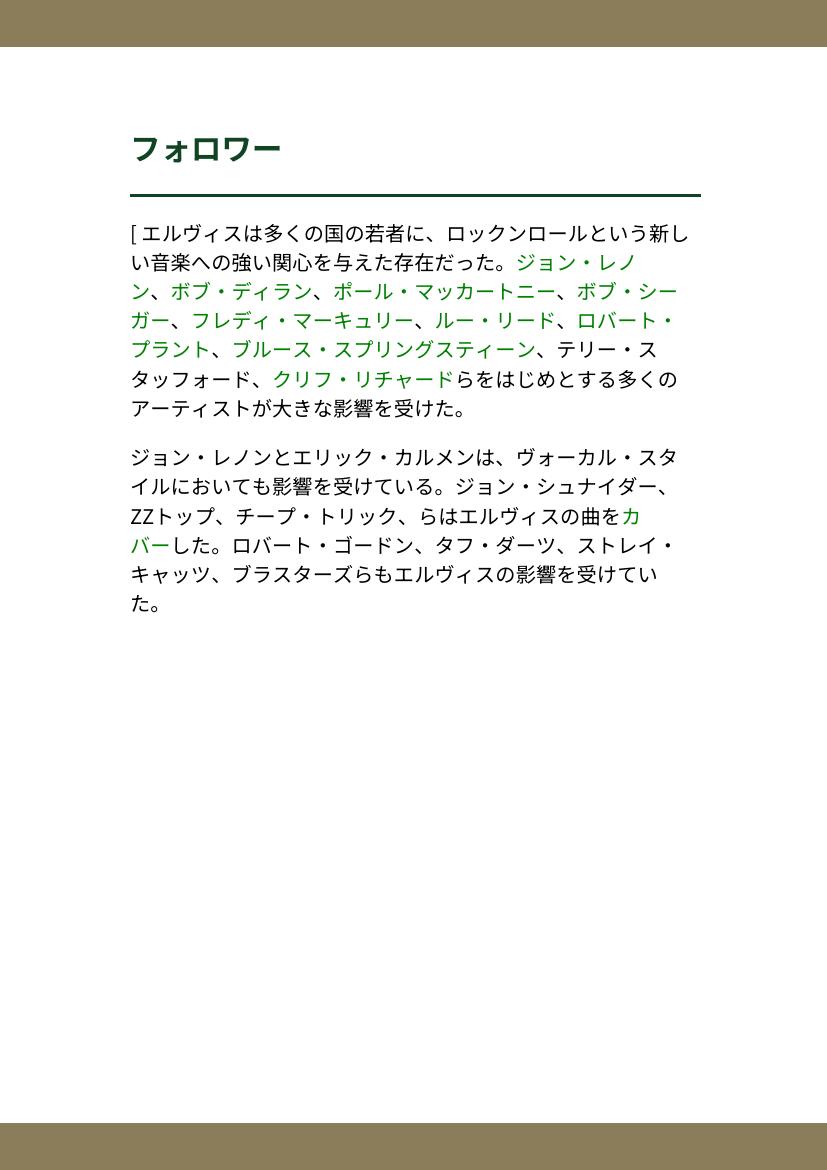 フォロワー
[ エルヴィスは多くの国の若者に、ロックンロールという新し
い音楽への強い関心を与えた存在だった。ジョン・レノ
ン、ボブ・ディラン、ポール・マッカートニー、ボブ・シー
ガー、フレディ・マーキュリー、ルー・リード、ロバート・
プラント、ブルース・スプリングスティーン、テリー・ス
タッフォード、クリフ・リチャードらをはじめとする多くの
アーティストが大きな影響を受けた。
ジョン・レノンとエリック・カルメンは、ヴォーカル・スタ
イルにおいても影響を受けている。ジョン・シュナイダー、
ZZトップ、チープ・トリック、らはエルヴィスの曲をカ
バーした。ロバート・ゴードン、タフ・ダーツ、ストレイ・
キャッツ、ブラスターズらもエルヴィスの影響を受けてい
た。